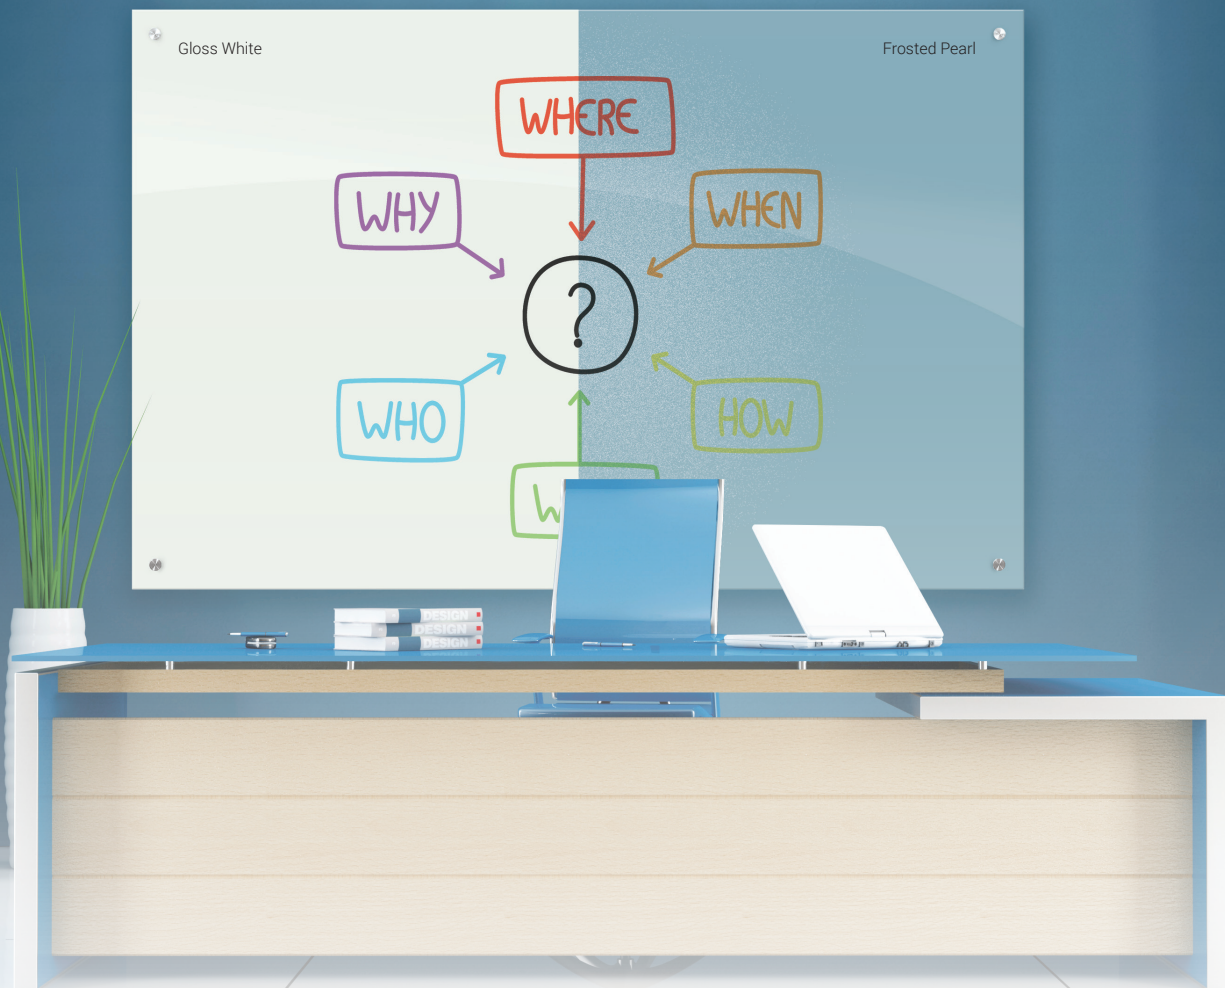 Gloss White
Frosted Pearl
WHERE
WHY
WHEN
?
WHO
HOW
W
DESIGN
DESIGN
DESIGN